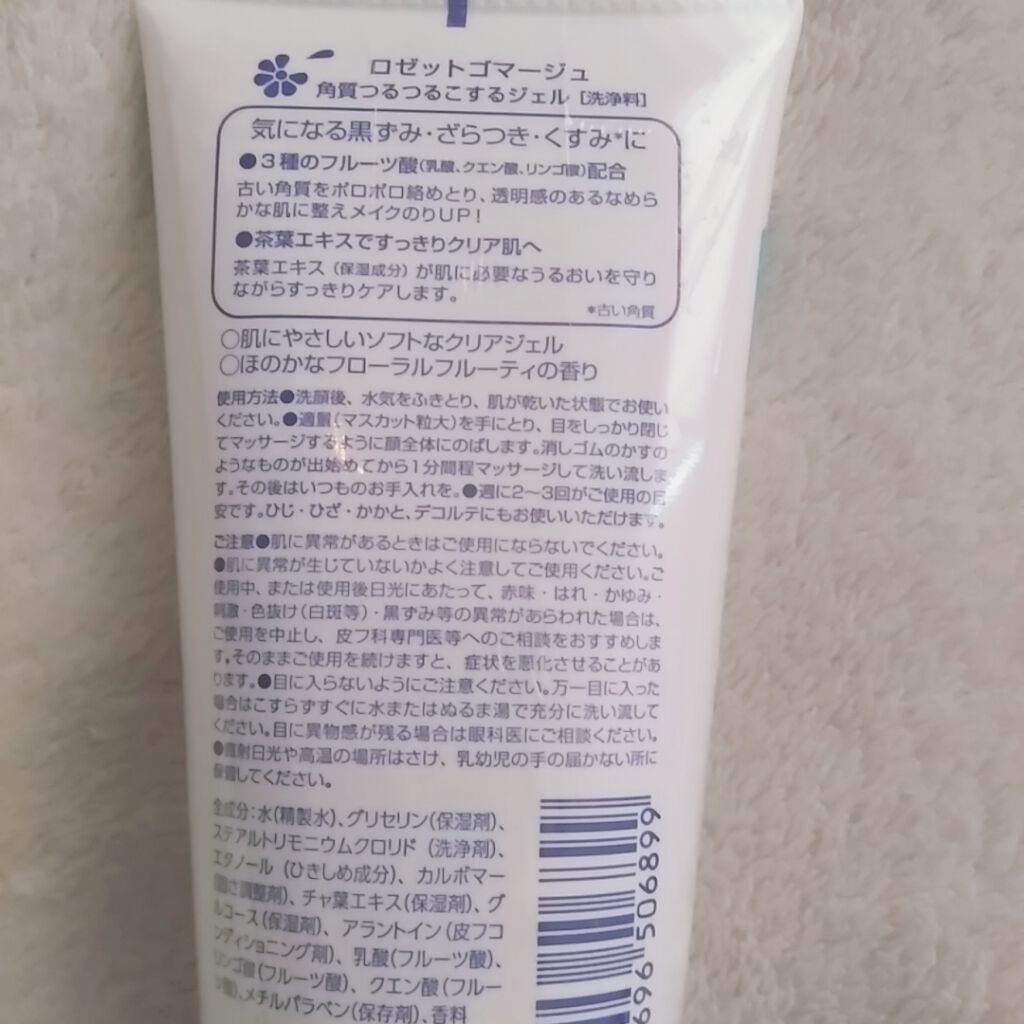 ロゼットゴマージュ
角質つるつるこするジェル [洗浄料]
気になる黒ずみ・ざらつき・くすみ*に
●3種のフルーツ酸(乳酸、クエン酸、リンゴ酸)配合
古い角質をポロポロ絡めとり、透明感のあるなめら
かな肌に整えメイクのりUP!
●茶葉エキスですっきりクリア肌へ
茶葉エキス (保湿成分) が肌に必要なうるおいを守り
ながらすっきりケアします。
*古い角質
○肌にやさしいソフトなクリアジェル
○ほのかなフローラルフルーティの香り
使用方法●洗顔後、水気をふきとり、肌が乾いた状態でお使い
ください。●適量(マスカット粒大)を手にとり、目をしっかり閉じ
てマッサージするように顔全体にのばします。消しゴムのかすの
ようなものが出始めてから1分間程マッサージして洗い流しま
す。その後はいつものお手入れを。●週に2〜3回がご使用の目
安です。ひじ・ひざ・かかと、デコルテにもお使いいただけます。
ご注意●肌に異常があるときはご使用にならないでください。
●肌に異常が生じていないかよく注意してご使用ください。ご
使用中、または使用後日光にあたって、赤味・はれ・かゆみ・
刺激・色抜け(白斑等)・黒ずみ等の異常があらわれた場合は、
ご使用を中止し、皮フ科専門医等へのご相談をおすすめしま
す。そのままご使用を続けますと、症状を悪化させることがあ
ります。●目に入らないようにご注意ください。万一目に入った
場合はこすらずすぐに水またはぬるま湯で充分に洗い流して
ください。目に異物感が残る場合は眼科医にご相談ください。
●直射日光や高温の場所はさけ、乳幼児の手の届かない所に
保管してください。
全成分:水(精製水)、グリセリン(保湿剤)、
ステアルトリモニウムクロリド (洗浄剤)、
エタノール (ひきしめ成分)、カルボマー
(固さ調整剤)、チャ葉エキス(保湿剤)、グ
ルコース(保湿剤)、アラントイン(皮フコ
ンディショニング剤)、乳酸(フルーツ酸)、
リンゴ酸(フルーツ酸)、クエン酸(フルー
ツ酸)、メチルパラベン(保存剤)、香料
696 506899